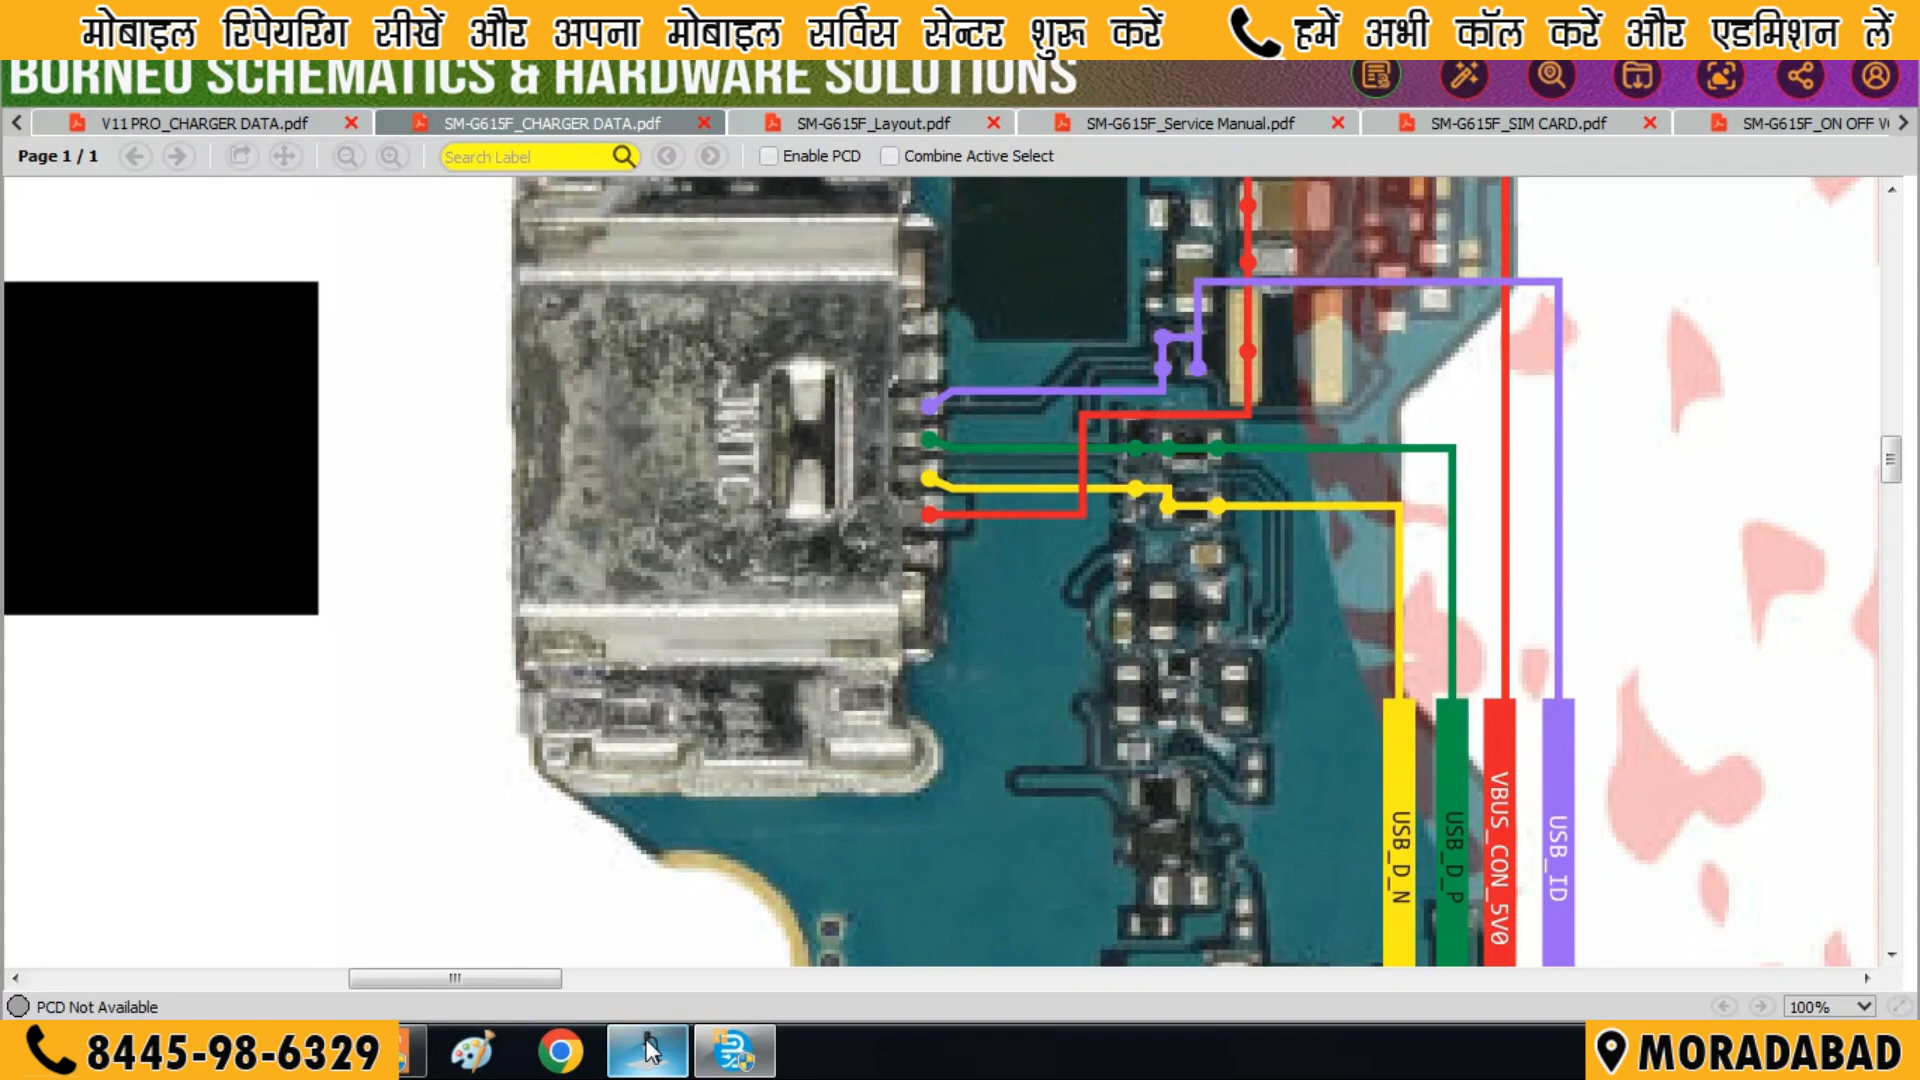 मोबाइल रिपेयरिंग सीखें और अपना मोबाइल सर्विस सेन्टर शुरू करें हमें अभी कॉल करें और एडमिशन लें
BORNEO SCHEMATICS & HARDWARE SOLUTIONS
V11 PRO_CHARGER DATA.pdf SM-G615F_CHARGER DATA.pdf SM-G615F_Layout.pdf SM-G615F_Service Manual.pdf SM-G615F_SIM CARD.pdf SM-G615F_ON OFF V
Page 1 / 1 Search Label Enable PCD Combine Active Select
JMTC
USB_D_N
USB_D_P
VBUS_CON_5V0
USB_ID
PCD Not Available 100%
8445-98-6329 MORADABAD